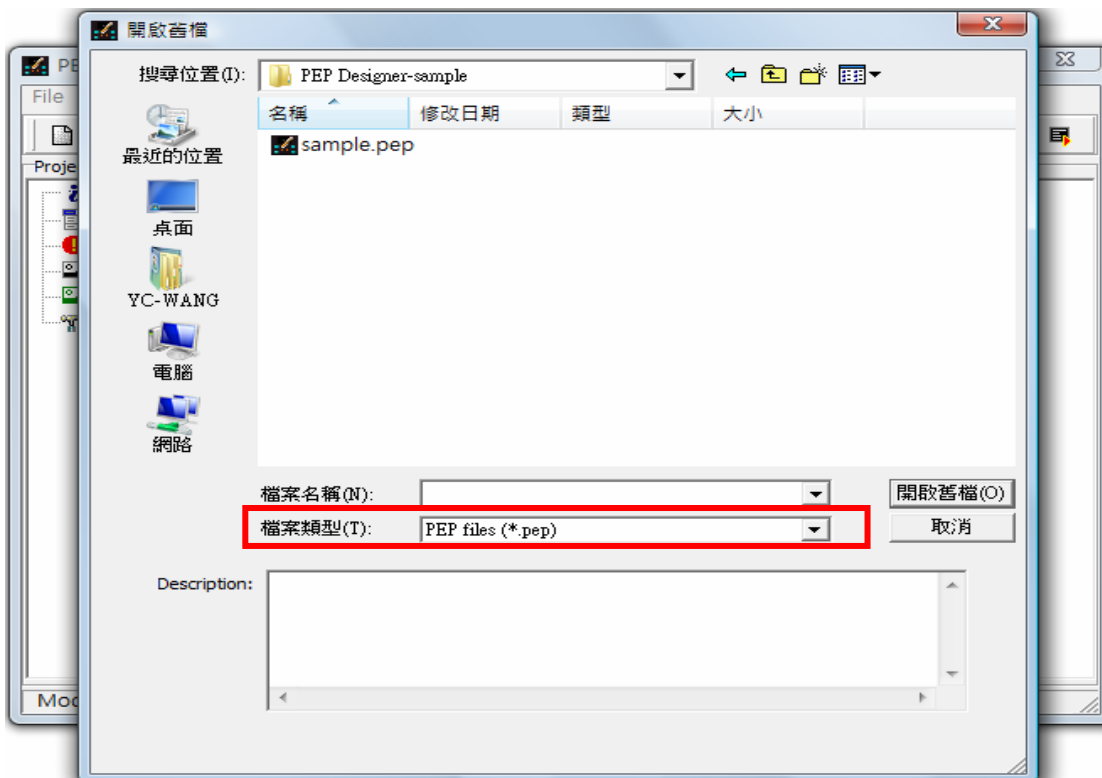 開啟舊檔
PE
File
Proje
搜尋位置(I):
PEP Designer-sample
名稱
修改日期
類型
大小
sample.pep
最近的位置
桌面
YC-WANG
電腦
網路
檔案名稱(N):
開啟舊檔(O)
檔案類型(T):
PEP files (*.pep)
取消
Description:
Mod